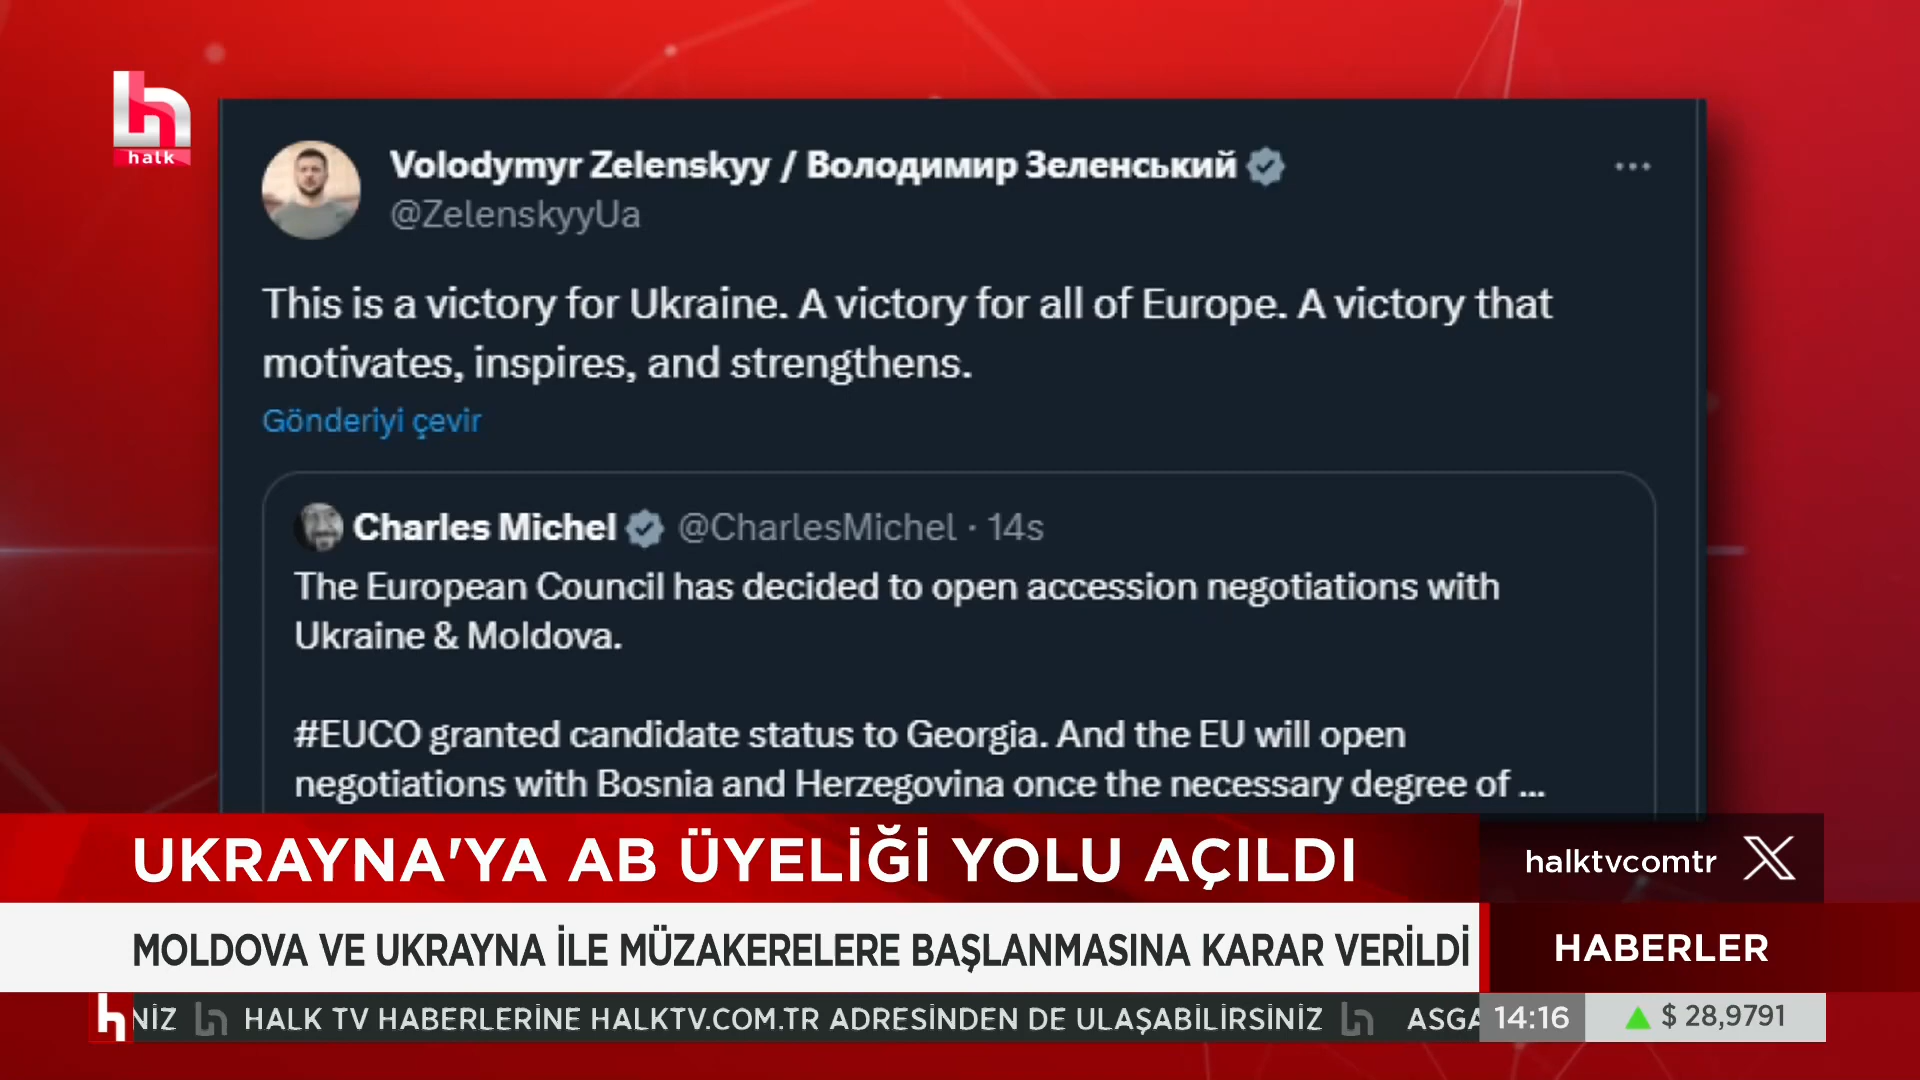 halk
Volodymyr Zelenskyy / Володимир Зеленський
@ZelenskyyUa
This is a victory for Ukraine. A victory for all of Europe. A victory that
motivates, inspires, and strengthens.
Gönderiyi çevir
Charles Michel @CharlesMichel · 14s
The European Council has decided to open accession negotiations with
Ukraine & Moldova.
#EUCO granted candidate status to Georgia. And the EU will open
negotiations with Bosnia and Herzegovina once the necessary degree of ...
UKRAYNA'YA AB ÜYELİĞİ YOLU AÇILDI
halktvcomtr X
MOLDOVA VE UKRAYNA İLE MÜZAKERELERE BAŞLANMASINA KARAR VERİLDİ
HABERLER
NİZ HALK TV HABERLERİNE HALKTV.COM.TR ADRESİNDEN DE ULAŞABİLİRSİNİZ ASGA 14:16 $ 28,9791